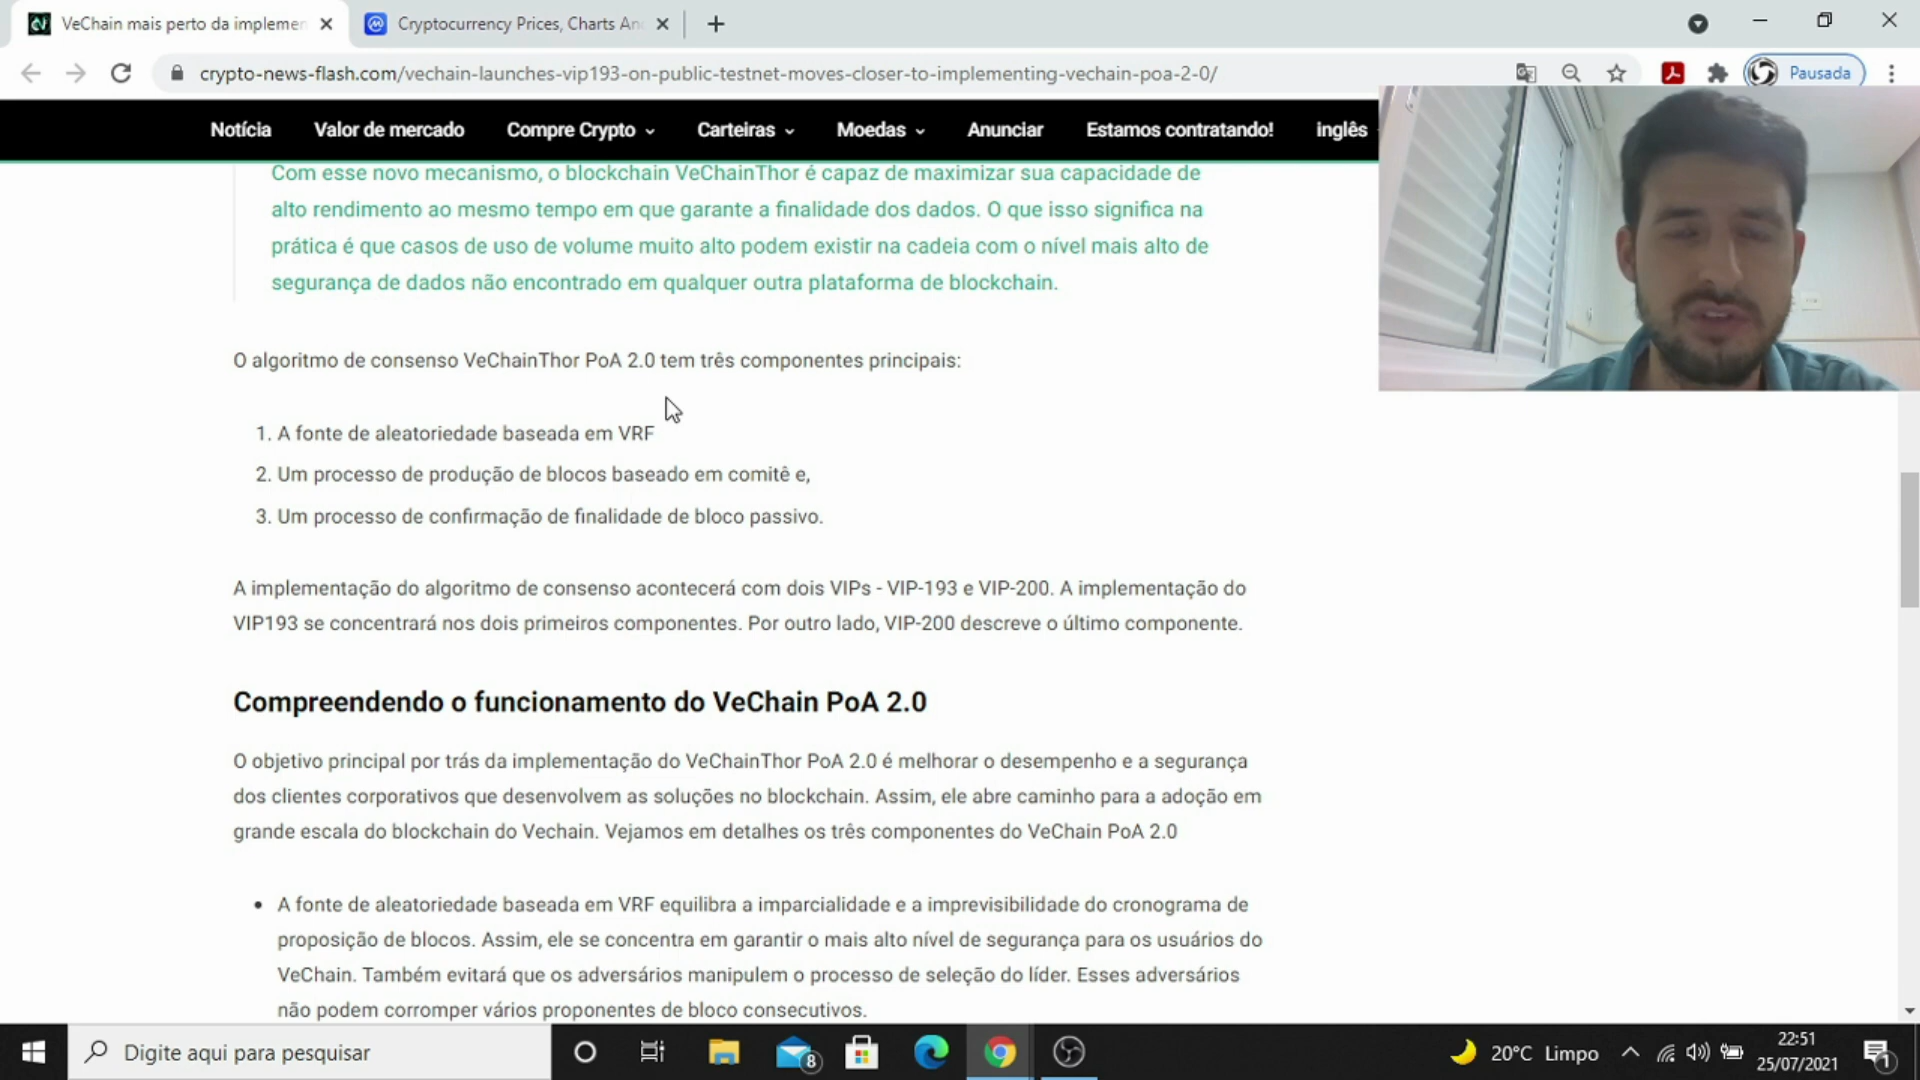 VeChain mais perto da implemen
Cryptocurrency Prices, Charts An
crypto-news-flash.com/vechain-launches-vip193-on-public-testnet-moves-closer-to-implementing-vechain-poa-2-0/
Pausada
Notícia Valor de mercado Compre Crypto Carteiras Moedas Anunciar Estamos contratando! inglês
Com esse novo mecanismo, o blockchain VeChainThor é capaz de maximizar sua capacidade de
alto rendimento ao mesmo tempo em que garante a finalidade dos dados. O que isso significa na
prática é que casos de uso de volume muito alto podem existir na cadeia com o nível mais alto de
segurança de dados não encontrado em qualquer outra plataforma de blockchain.
O algoritmo de consenso VeChainThor PoA 2.0 tem três componentes principais:
1. A fonte de aleatoriedade baseada em VRF
2. Um processo de produção de blocos baseado em comitê e,
3. Um processo de confirmação de finalidade de bloco passivo.
A implementação do algoritmo de consenso acontecerá com dois VIPs - VIP-193 e VIP-200. A implementação do
VIP193 se concentrará nos dois primeiros componentes. Por outro lado, VIP-200 descreve o último componente.
Compreendendo o funcionamento do VeChain PoA 2.0
O objetivo principal por trás da implementação do VeChainThor PoA 2.0 é melhorar o desempenho e a segurança
dos clientes corporativos que desenvolvem as soluções no blockchain. Assim, ele abre caminho para a adoção em
grande escala do blockchain do Vechain. Vejamos em detalhes os três componentes do VeChain PoA 2.0
• A fonte de aleatoriedade baseada em VRF equilibra a imparcialidade e a imprevisibilidade do cronograma de
proposição de blocos. Assim, ele se concentra em garantir o mais alto nível de segurança para os usuários do
VeChain. Também evitará que os adversários manipulem o processo de seleção do líder. Esses adversários
não podem corromper vários proponentes de bloco consecutivos.
Digite aqui para pesquisar
8
20°C Limpo
22:51
25/07/2021
1